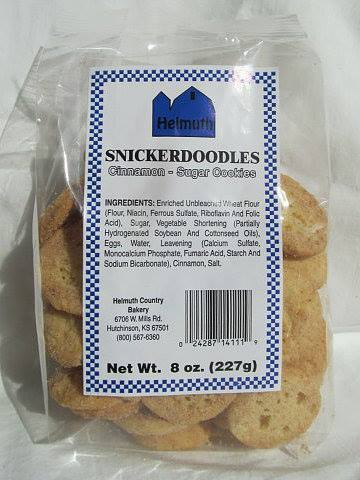 Helmuth
SNICKERDOODLES
Cinnamon - Sugar Cookies
INGREDIENTS: Enriched Unbleached Wheat Flour
(Flour, Niacin, Ferrous Sulfate, Riboflavin And Folic
Acid), Sugar, Vegetable Shortening (Partially
Hydrogenated Soybean And Cottonseed Oils),
Eggs, Water, Leavening (Calcium Sulfate,
Monocalcium Phosphate, Fumaric Acid, Starch And
Sodium Bicarbonate), Cinnamon, Salt.
Helmuth Country
Bakery
6706 W. Mills Rd.
Hutchinson, KS 67501
(800) 567-6360
0 24287 14111 9
Net Wt. 8 oz. (227g)